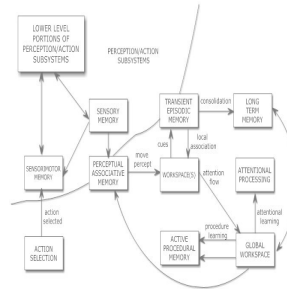 LOWER LEVEL
PORTIONS OF
PERCEPTION/ACTION
SUBSYSTEMS
PERCEPTION/ACTION
SUBSYSTEMS
SENSORY
MEMORY
TRANSIENT
EPISODIC
MEMORY
consolidation
LONG
TERM
MEMORY
cues
local
association
SENSORIMOTOR
MEMORY
PERCEPTUAL
ASSOCIATIVE
MEMORY
move
percept
WORKSPACE(S)
attention
flow
ATTENTIONAL
PROCESSING
action
selected
attentional
learning
procedure
learning
ACTION
SELECTION
ACTIVE
PROCEDURAL
MEMORY
GLOBAL
WORKSPACE